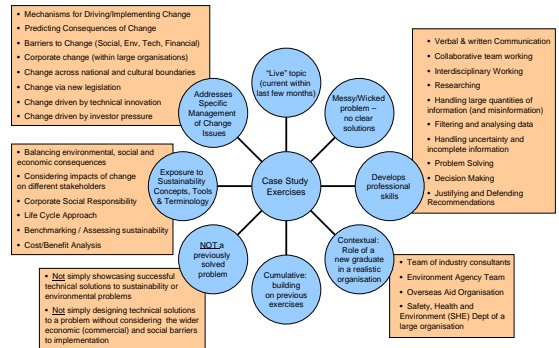 • Mechanisms for Driving/Implementing Change
• Predicting Consequences of Change
• Barriers to Change (Social, Env, Tech, Financial)
• Corporate change (within large organisations)
• Change across national and cultural boundaries
• Change via new legislation
• Change driven by technical innovation
• Change driven by investor pressure
Addresses
Specific
Management
of Change
Issues
"Live" topic
(current within
last few months)
Messy/Wicked
problem –
no clear
solutions
• Verbal & written Communication
• Collaborative team working
• Interdisciplinary Working
• Researching
• Handling large quantities of
information (and misinformation)
• Filtering and analysing data
• Handling uncertainty and
incomplete information
• Problem Solving
• Decision Making
• Justifying and Defending
Recommendations
• Balancing environmental, social and
economic consequences
• Considering impacts of change
on different stakeholders
• Corporate Social Responsibility
• Life Cycle Approach
• Benchmarking / Assessing sustainability
• Cost/Benefit Analysis
Exposure to
Sustainability
Concepts, Tools
& Terminology
Case Study
Exercises
Develops
professional
skills
NOT a
previously
solved
problem
Cumulative:
building
on previous
exercises
Contextual:
Role of a
new graduate
in a realistic
organisation
• Not simply showcasing successful
technical solutions to sustainability or
environmental problems
• Not simply designing technical solutions
to a problem without considering the wider
economic (commercial) and social barriers
to implementation
• Team of industry consultants
• Environment Agency Team
• Overseas Aid Organisation
• Safety, Health and
Environment (SHE) Dept of
a large organisation